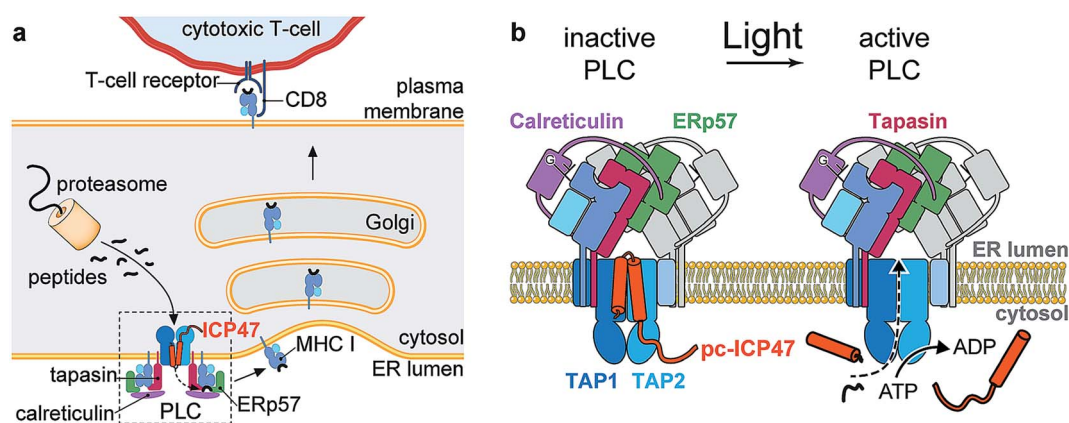 a
cytotoxic T-cell
T-cell receptor
CD8
plasma
membrane
proteasome
peptides
Golgi
ICP47
MHC I
cytosol
ER lumen
tapasin
calreticulin
PLC
ERp57
b
inactive
PLC
Light
active
PLC
Calreticulin
ERp57
Tapasin
G
G
ER lumen
cytosol
pc-ICP47
TAP1
TAP2
ATP
ADP